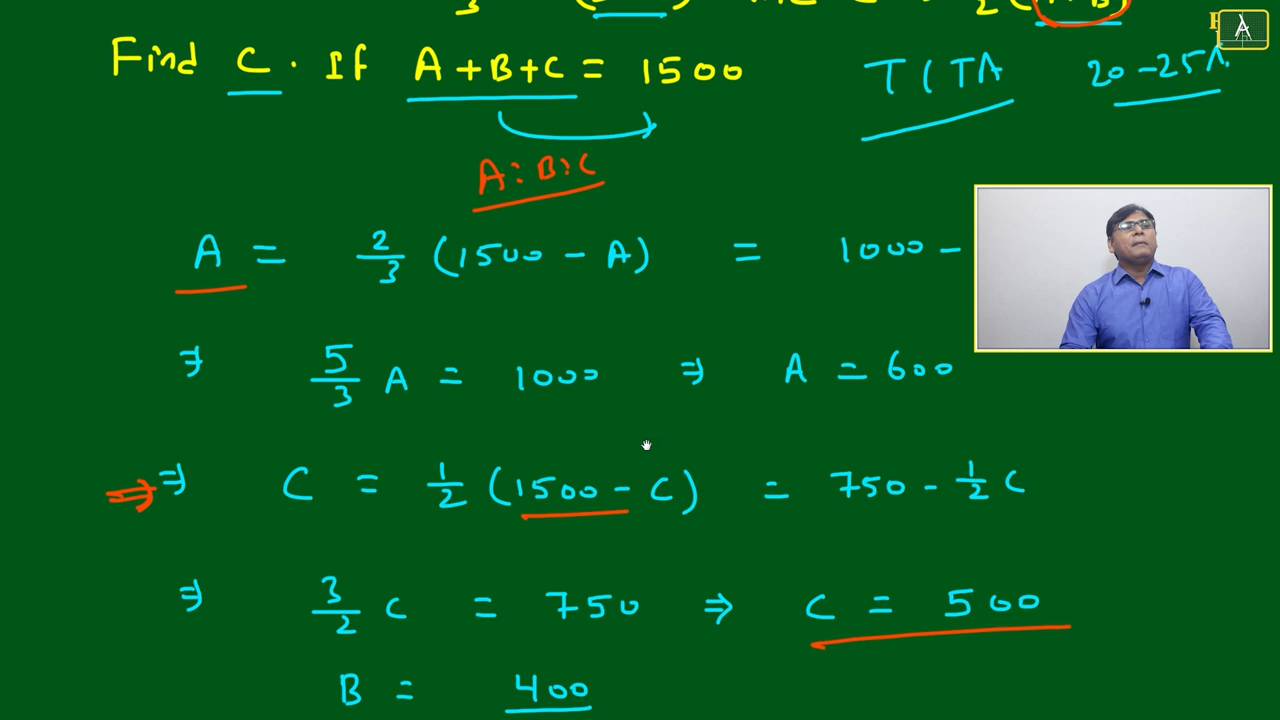 Find C. If A+B+C = 1500
TITA 20-25
A:B:C
A = 2/3 (1500 - A) = 1000 -
⇒ 5/3 A = 1000 ⇒ A = 600
⇒ ⇒ C = 1/2 (1500 - C) = 750 - 1/2 C
⇒ 3/2 C = 750 ⇒ C = 500
B = 400